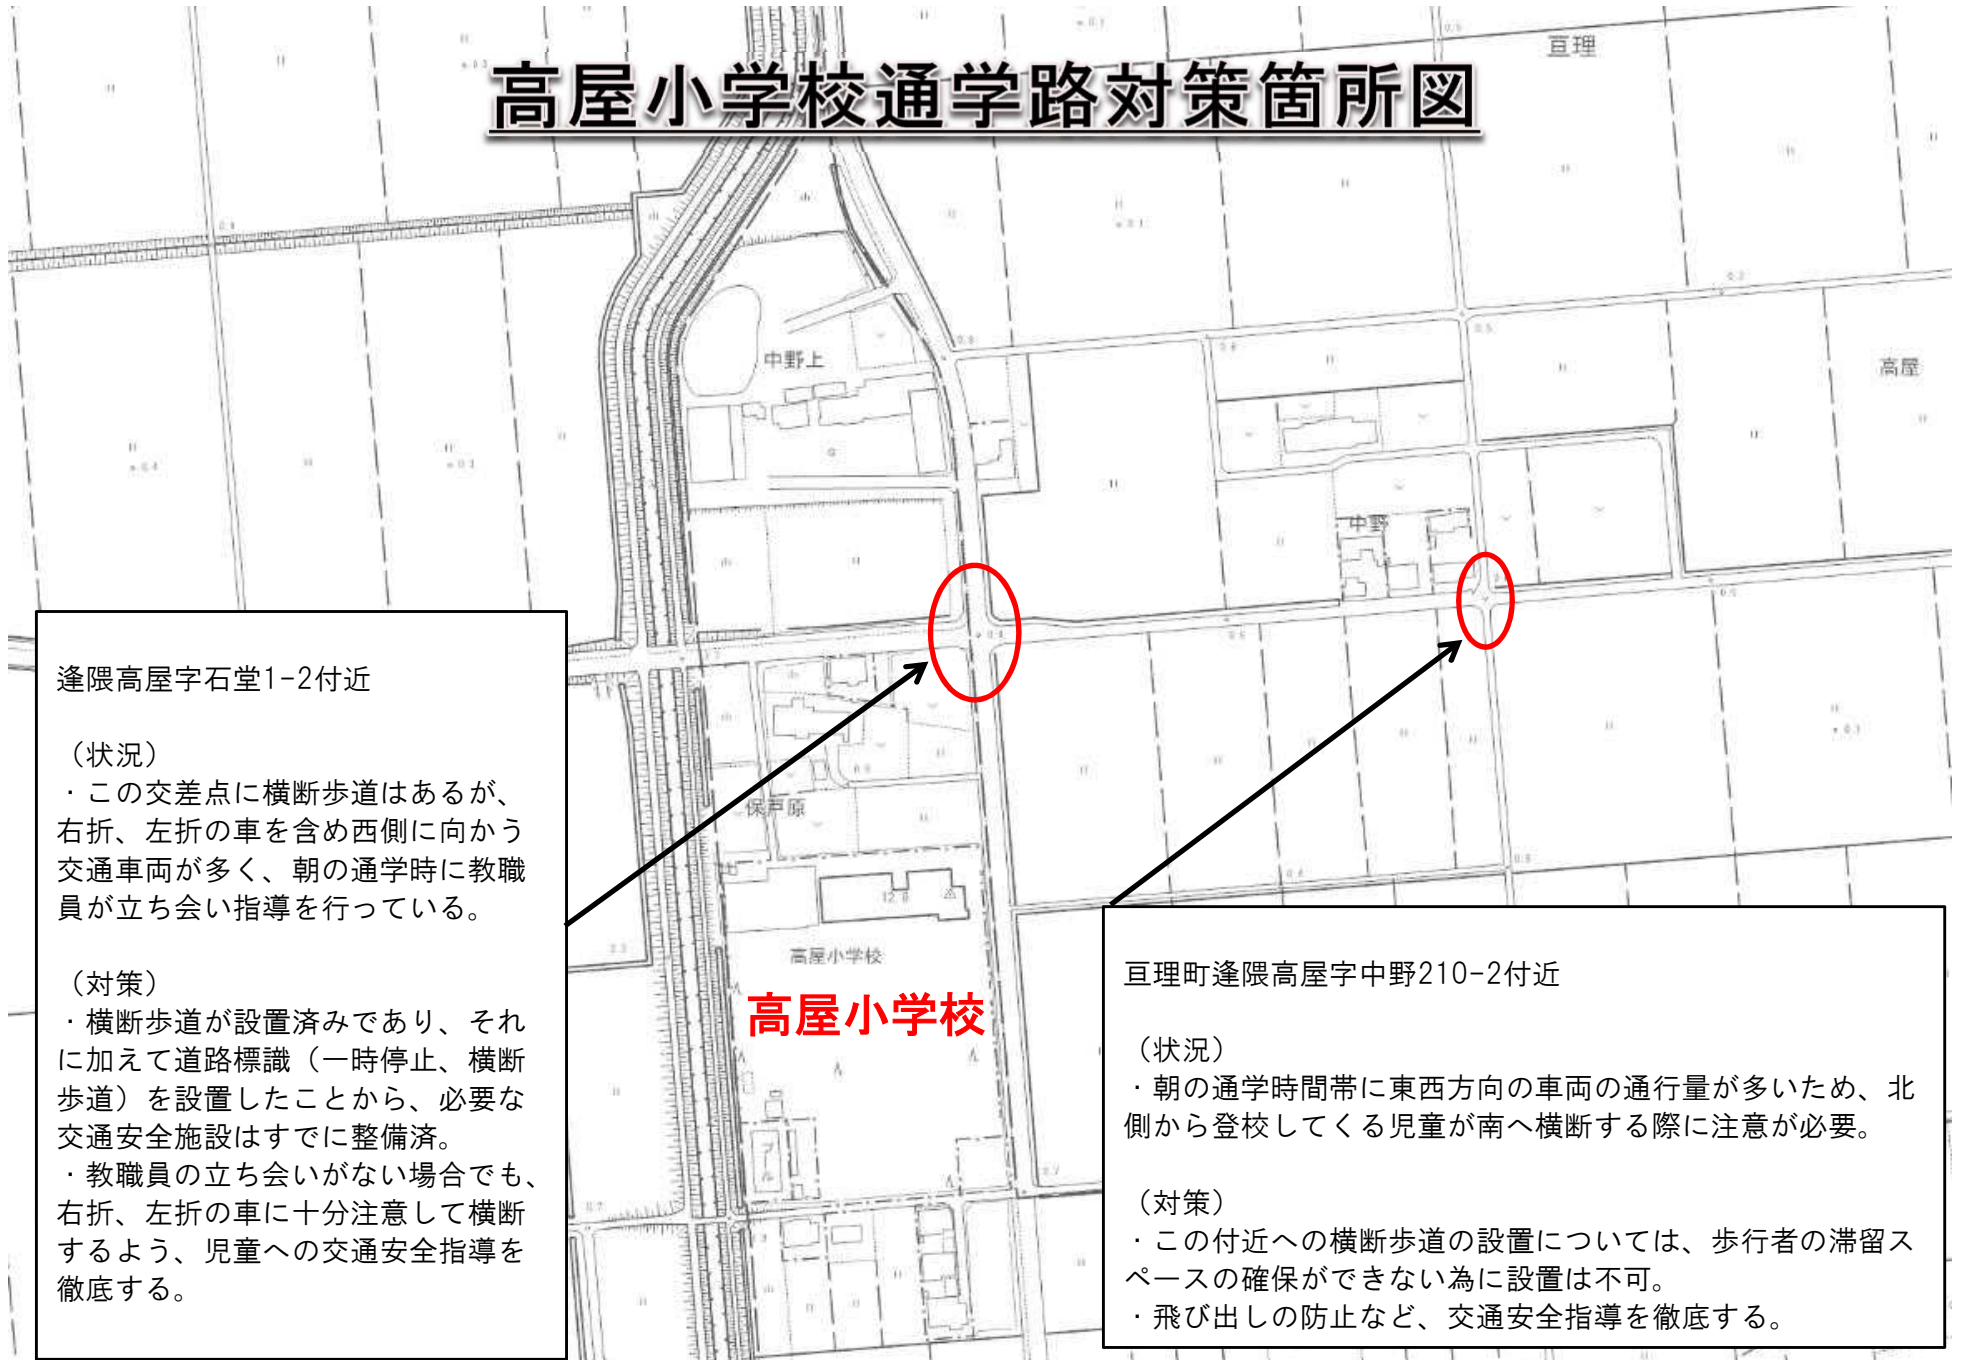 高屋小学校通学路対策箇所図
亘理
中野上
高屋
中野
保戸原
12.0
高屋小学校
高屋小学校
プール
逢隈高屋字石堂1-2付近
（状況）
・この交差点に横断歩道はあるが、
右折、左折の車を含め西側に向かう
交通車両が多く、朝の通学時に教職
員が立ち会い指導を行っている。
（対策）
・横断歩道が設置済みであり、それ
に加えて道路標識（一時停止、横断
歩道）を設置したことから、必要な
交通安全施設はすでに整備済。
・教職員の立ち会いがない場合でも、
右折、左折の車に十分注意して横断
するよう、児童への交通安全指導を
徹底する。
亘理町逢隈高屋字中野210-2付近
（状況）
・朝の通学時間帯に東西方向の車両の通行量が多いため、北
側から登校してくる児童が南へ横断する際に注意が必要。
（対策）
・この付近への横断歩道の設置については、歩行者の滞留ス
ペースの確保ができない為に設置は不可。
・飛び出しの防止など、交通安全指導を徹底する。